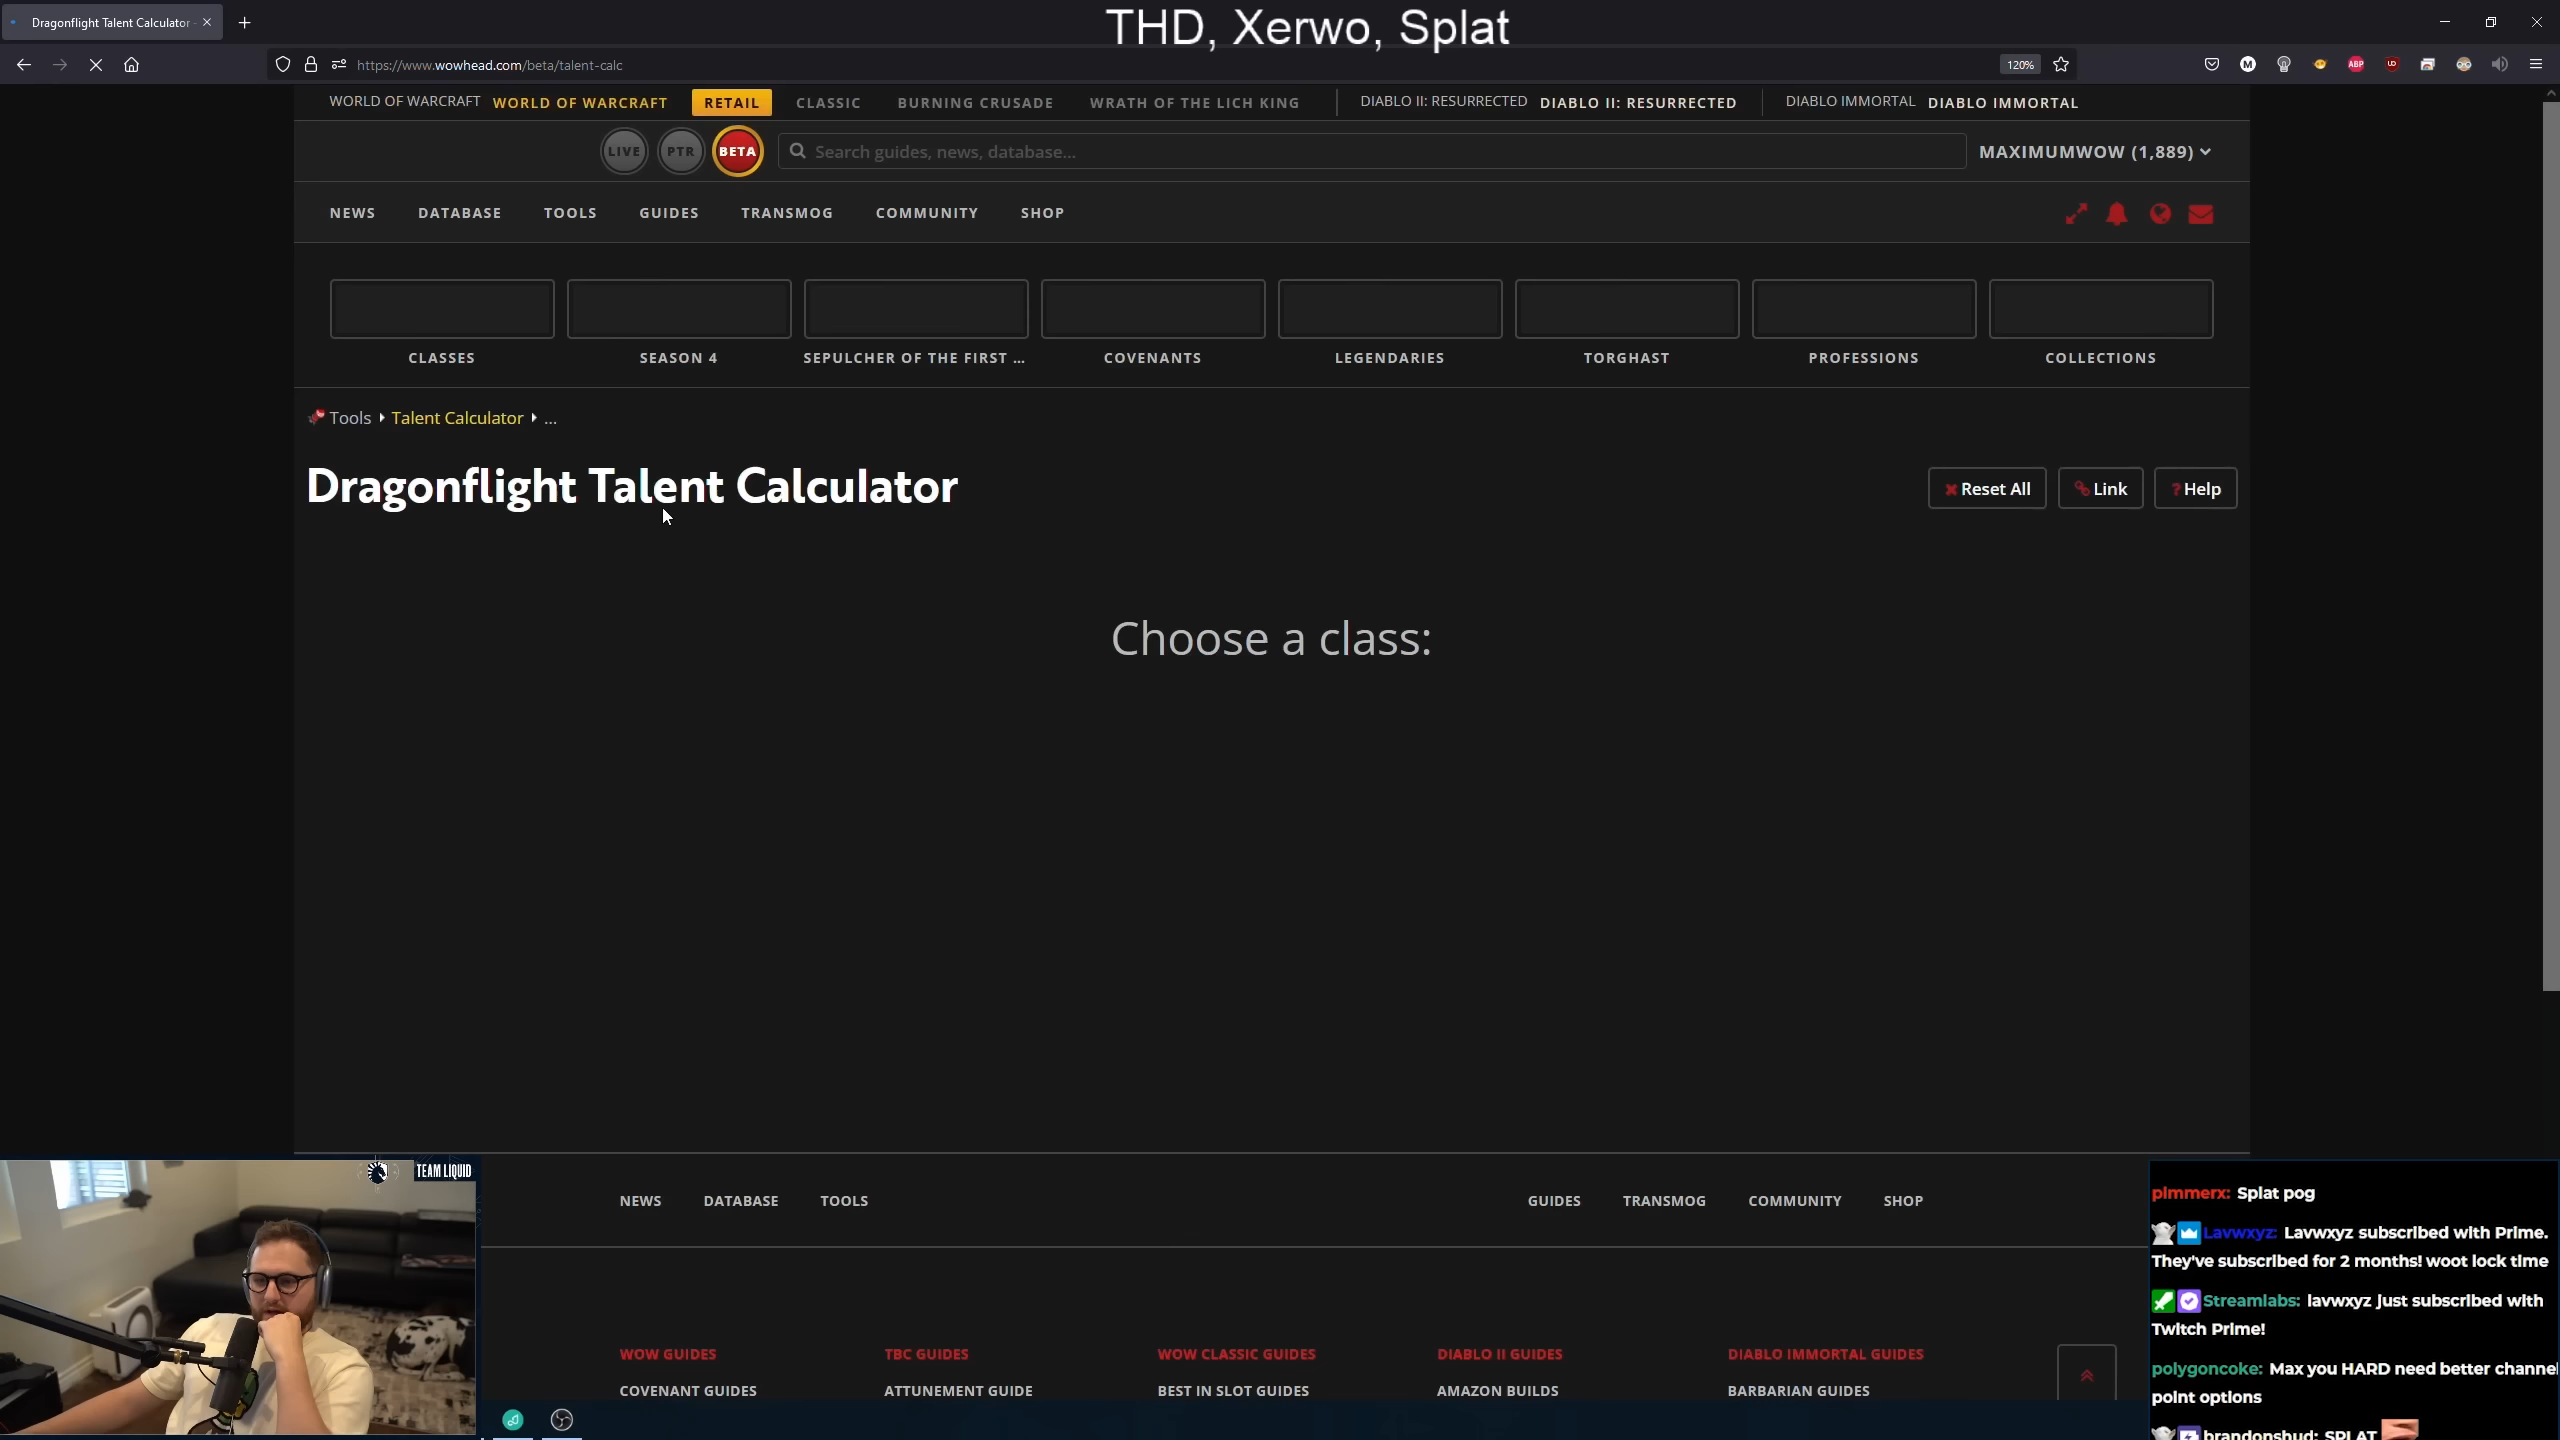 Dragonflight Talent Calculator -
THD, Xerwo, Splat
https://www.wowhead.com/beta/talent-calc
120%
WORLD OF WARCRAFT WORLD OF WARCRAFT RETAIL CLASSIC BURNING CRUSADE WRATH OF THE LICH KING DIABLO II: RESURRECTED DIABLO II: RESURRECTED DIABLO IMMORTAL DIABLO IMMORTAL
LIVE PTR BETA Search guides, news, database... MAXIMUMWOW (1,889)
NEWS DATABASE TOOLS GUIDES TRANSMOG COMMUNITY SHOP
CLASSES SEASON 4 SEPULCHER OF THE FIRST ... COVENANTS LEGENDARIES TORGHAST PROFESSIONS COLLECTIONS
Tools Talent Calculator ...
Dragonflight Talent Calculator
Reset All Link ? Help
Choose a class:
TEAM LIQUID
NEWS DATABASE TOOLS GUIDES TRANSMOG COMMUNITY SHOP
WOW GUIDES TBC GUIDES WOW CLASSIC GUIDES DIABLO II GUIDES DIABLO IMMORTAL GUIDES
COVENANT GUIDES ATTUNEMENT GUIDE BEST IN SLOT GUIDES AMAZON BUILDS BARBARIAN GUIDES
plmmerx: Splat pog
Lavwxyz: Lavwxyz subscribed with Prime.
They've subscribed for 2 months! woot lock time
Streamlabs: lavwxyz just subscribed with
Twitch Prime!
polygoncoke: Max you HARD need better channel
point options
brandonsbud: SPLAT